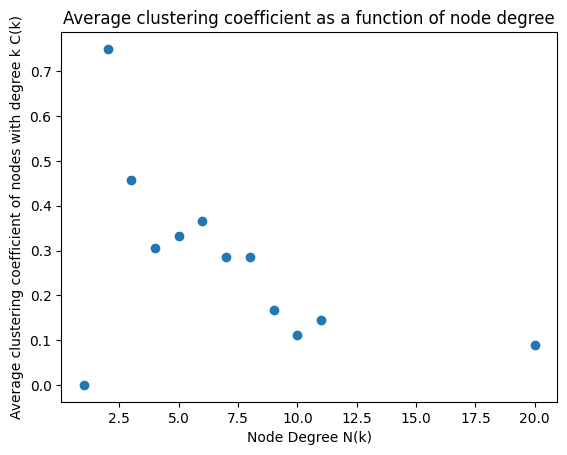 Average clustering coefficient as a function of node degree
Average clustering coefficient of nodes with degree k C(k)
0.7
0.6
0.5
0.4
0.3
0.2
0.1
0.0
2.5 5.0 7.5 10.0 12.5 15.0 17.5 20.0
Node Degree N(k)